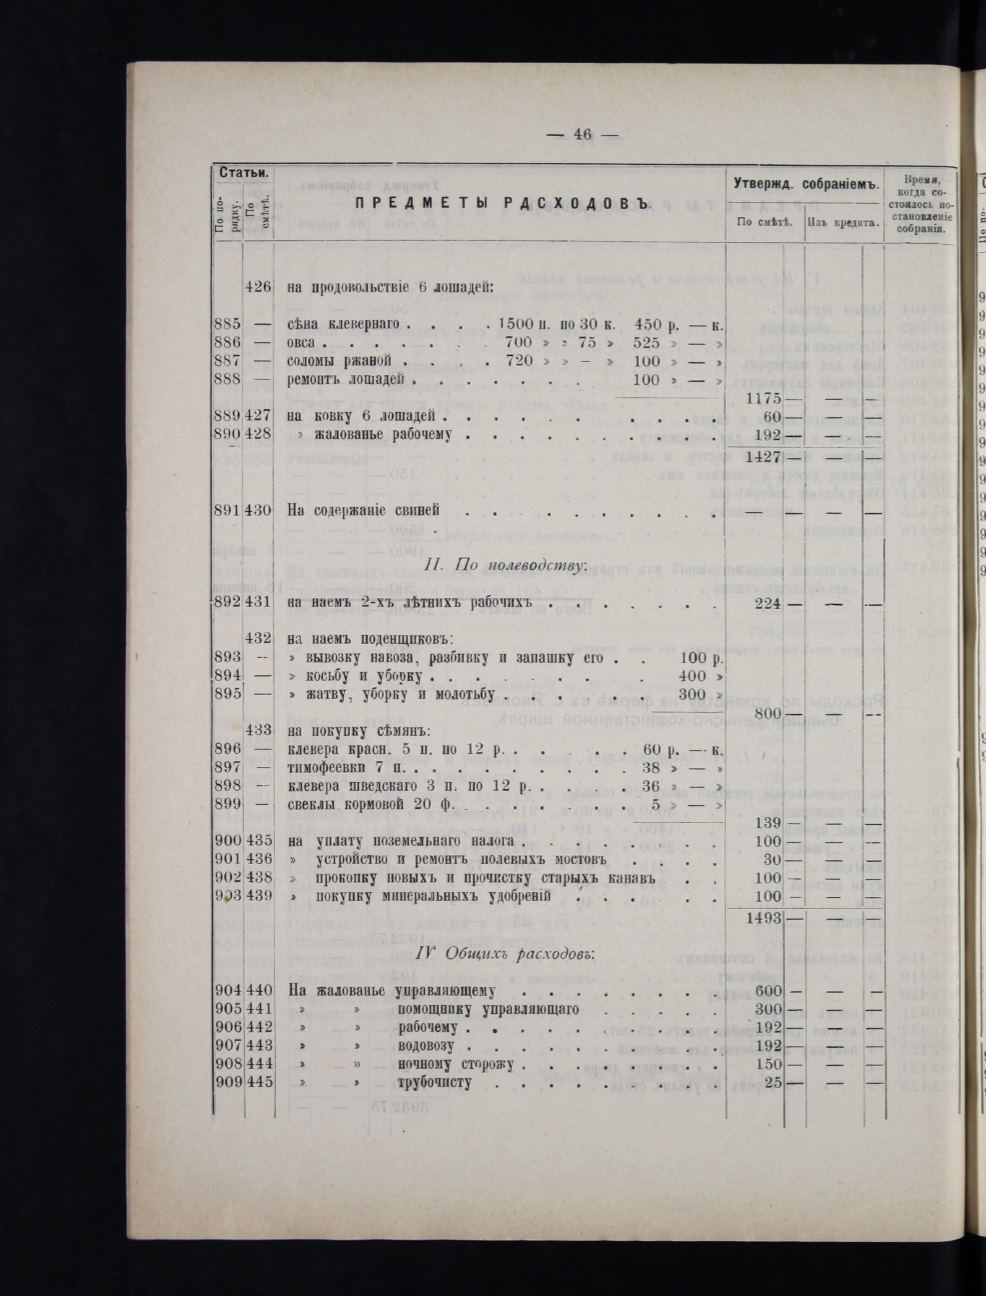 — 46 —
Статьи.
По по-
рядку.
По
смѣтѣ.
ПРЕДМЕТЫ РАСХОДОВЪ.
Утвержд. собраніемъ.
По смѣтѣ. Изъ кредита.
Время,
когда со-
стоялось по-
становленіе
собранія.
426 на продовольствіе 6 лошадей:
885 — сѣна клевернаго . . . . 1500 п. по 30 к. 450 р. — к.
886 — овса . . . . . . . 700 » » 75 » 525 » — »
887 — соломы ржаной . . . . 720 » » – » 100 » — »
888 — ремонтъ лошадей . . . . . . . 100 » — »
1175 — — —
889 427 на ковку 6 лошадей . . . . . . . . . . 60 — — —
890 428 » жалованье рабочему . . . . . . . . . . 192 — — —
1427 — — —
891 430 На содержаніе свиней . . . . . . . . . — — — —
II. По полеводству:
892 431 на наемъ 2-хъ лѣтнихъ рабочихъ . . . . . . . 224 — — —
432 на наемъ поденщиковъ:
893 — » вывозку навоза, разбивку и запашку его . . 100 р.
894 — » косьбу и уборку . . . . . . . . 400 »
895 — » жатву, уборку и молотьбу . . . . . . 300 »
800 — — —
433 на покупку сѣмянъ:
896 — клевера красн. 5 п. по 12 р. . . . . . 60 р. — к.
897 — тимофеевки 7 п. . . . . . . . . . 38 » — »
898 — клевера шведскаго 3 п. по 12 р. . . . . 36 » — »
899 — свеклы кормовой 20 ф. . . . . . . . 5 » — »
139 — — —
900 435 на уплату поземельнаго налога . . . . . . . . 100 — — —
901 436 » устройство и ремонтъ полевыхъ мостовъ . . . . 30 — — —
902 438 » прокопку новыхъ и прочистку старыхъ канавъ . . 100 — — —
903 439 » покупку минеральныхъ удобреній . . . . . . 100 — — —
1493 — — —
IV Общихъ расходовъ:
904 440 На жалованье управляющему . . . . . . . . 600 — — —
905 441 » » помощнику управляющаго . . . . . 300 — — —
906 442 » » рабочему . . . . . . . . . . 192 — — —
907 443 » » водовозу . . . . . . . . . . 192 — — —
908 444 » » ночному сторожу . . . . . . . . 150 — — —
909 445 » » трубочисту . . . . . . . . . 25 — — —